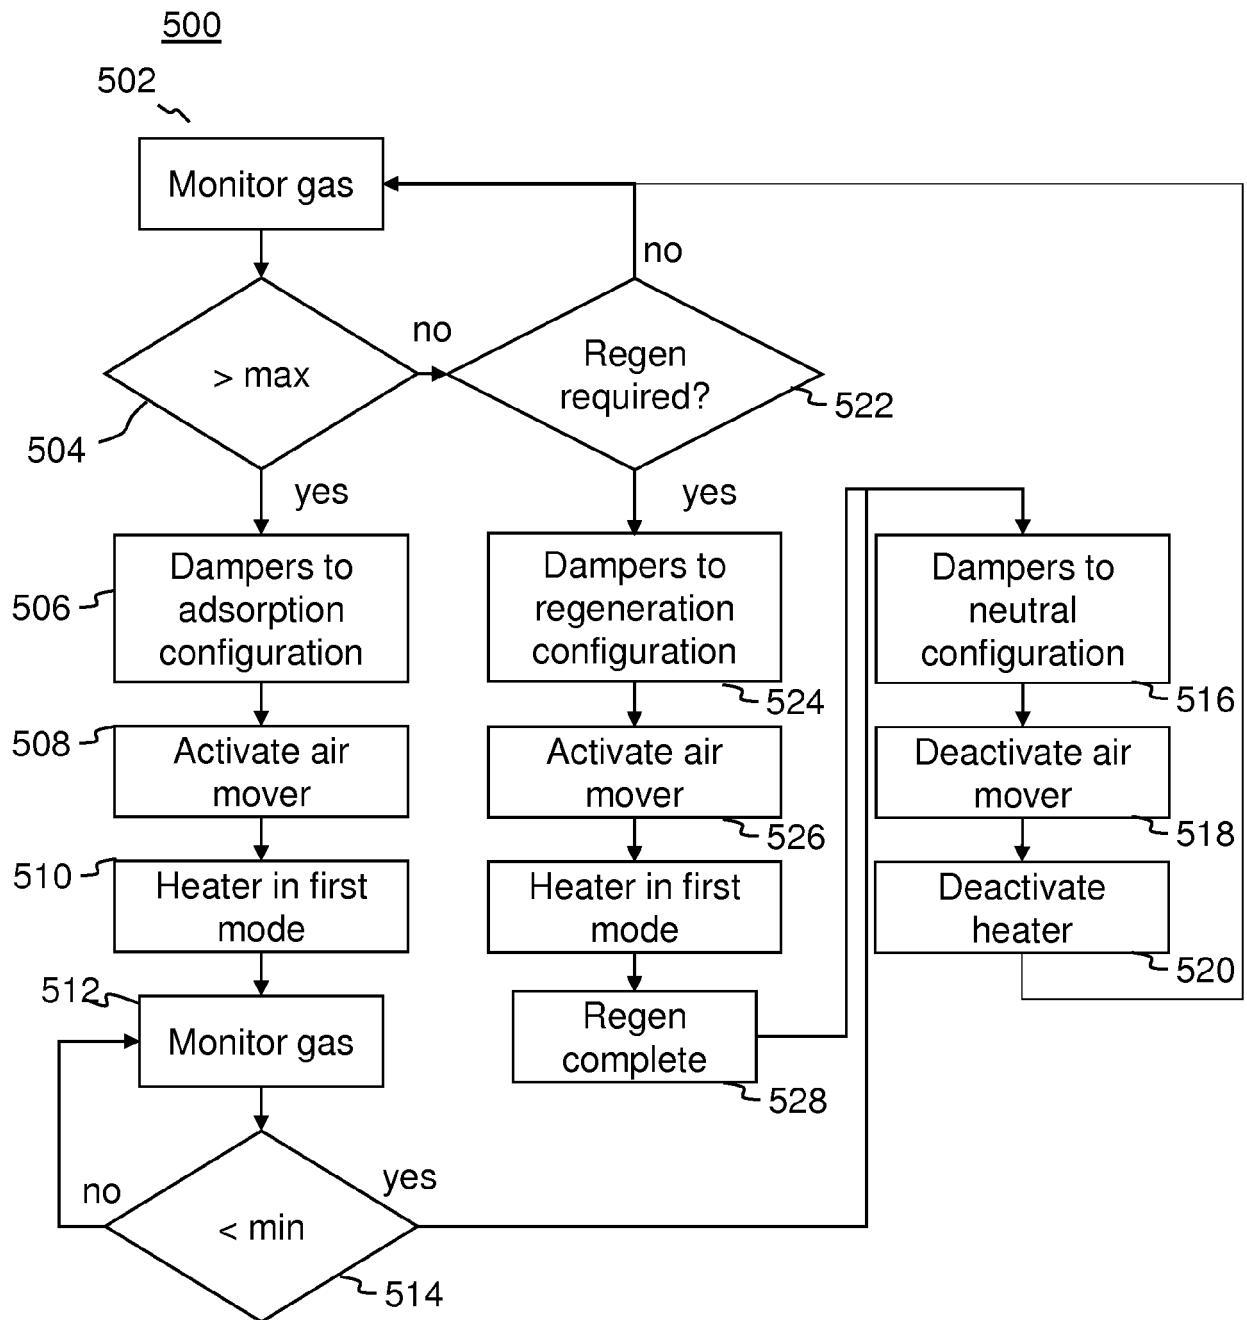 500
502
Monitor gas
no
> max
no
Regen
required?
522
504
yes
yes
Dampers to
adsorption
configuration
506
Dampers to
regeneration
configuration
524
Dampers to
neutral
configuration
516
508
Activate air
mover
Activate air
mover
526
Deactivate air
mover
518
510
Heater in first
mode
Heater in first
mode
Deactivate
heater
520
512
Monitor gas
Regen
complete
528
no
yes
< min
514